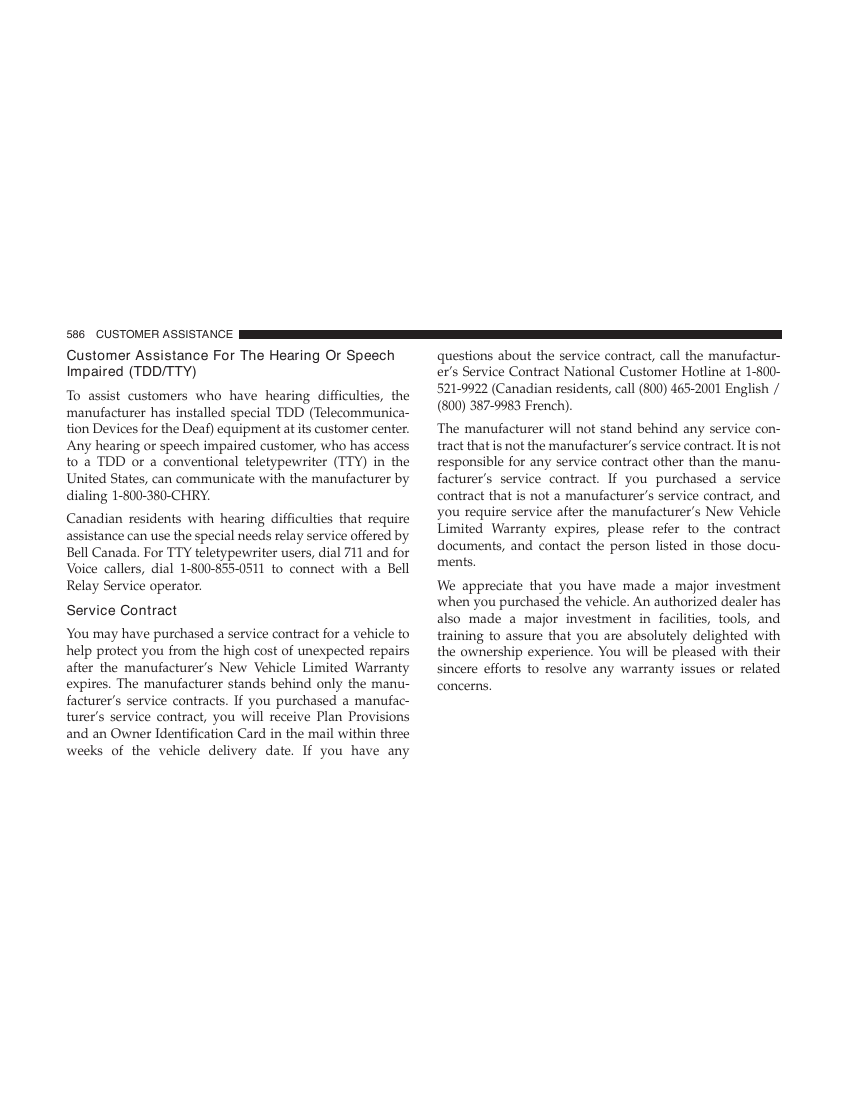 586 CUSTOMER ASSISTANCE
Customer Assistance For The Hearing Or Speech
Impaired (TDD/TTY)
To assist customers who have hearing difficulties, the
manufacturer has installed special TDD (Telecommunica-
tion Devices for the Deaf) equipment at its customer center.
Any hearing or speech impaired customer, who has access
to a TDD or a conventional teletypewriter (TTY) in the
United States, can communicate with the manufacturer by
dialing 1-800-380-CHRY.
Canadian residents with hearing difficulties that require
assistance can use the special needs relay service offered by
Bell Canada. For TTY teletypewriter users, dial 711 and for
Voice callers, dial 1-800-855-0511 to connect with a Bell
Relay Service operator.
Service Contract
You may have purchased a service contract for a vehicle to
help protect you from the high cost of unexpected repairs
after the manufacturer's New Vehicle Limited Warranty
expires. The manufacturer stands behind only the manu-
facturer's service contracts. If you purchased a manufac-
turer's service contract, you will receive Plan Provisions
and an Owner Identification Card in the mail within three
weeks of the vehicle delivery date. If you have any
questions about the service contract, call the manufactur-
er's Service Contract National Customer Hotline at 1-800-
521-9922 (Canadian residents, call (800) 465-2001 English /
(800) 387-9983 French).
The manufacturer will not stand behind any service con-
tract that is not the manufacturer's service contract. It is not
responsible for any service contract other than the manu-
facturer's service contract. If you purchased a service
contract that is not a manufacturer's service contract, and
you require service after the manufacturer's New Vehicle
Limited Warranty expires, please refer to the contract
documents, and contact the person listed in those docu-
ments.
We appreciate that you have made a major investment
when you purchased the vehicle. An authorized dealer has
also made a major investment in facilities, tools, and
training to assure that you are absolutely delighted with
the ownership experience. You will be pleased with their
sincere efforts to resolve any warranty issues or related
concerns.